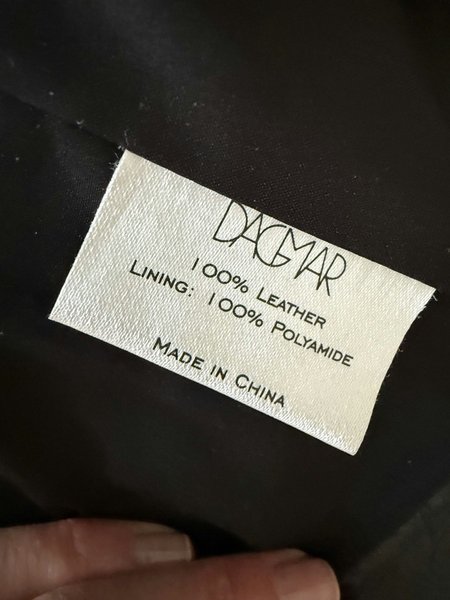 DAGMAR
100% LEATHER
LINING: 100% POLYAMIDE
MADE IN CHINA